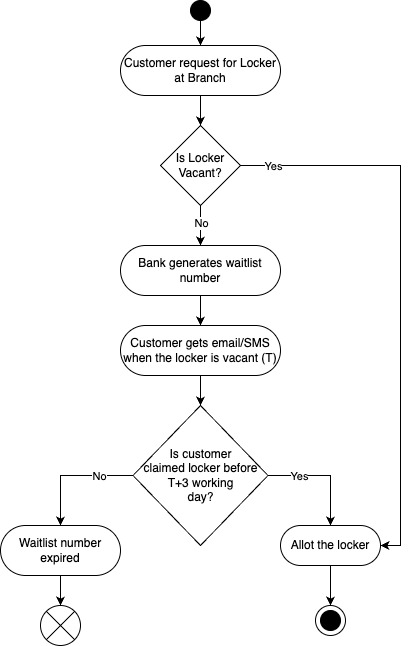 Customer request for Locker
at Branch
Is Locker
Vacant?
Yes
No
Bank generates waitlist
number
Customer gets email/SMS
when the locker is vacant (T)
Is customer
claimed locker before
T+3 working
day?
No
Yes
Waitlist number
expired
Allot the locker